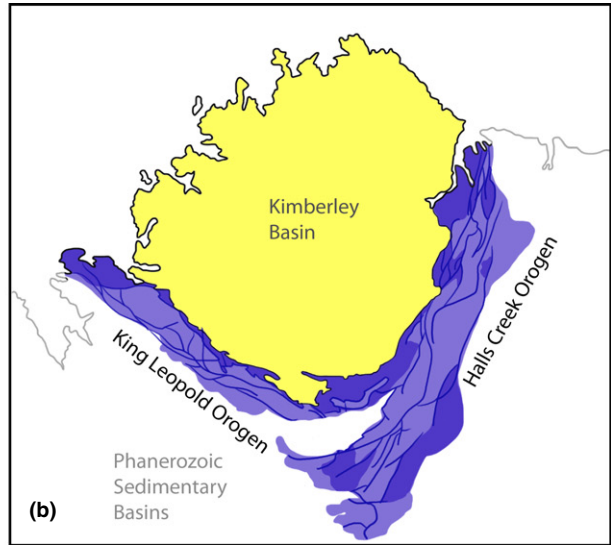 Kimberley
Basin
Halls Creek Orogen
King Leopold Orogen
Phanerozoic
Sedimentary
Basins
(b)